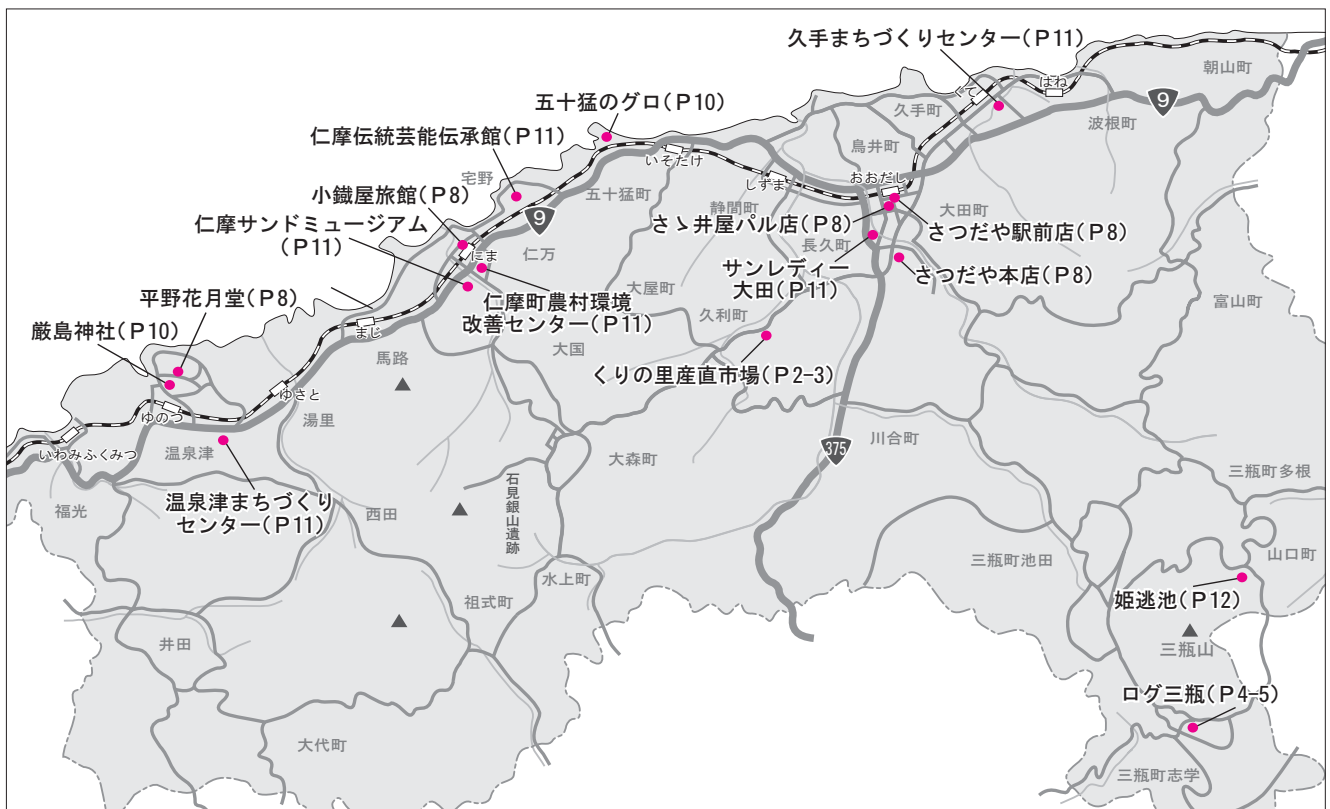 久手まちづくりセンター(P11)
朝山町
はね
くて
9
五十猛のグロ(P10)
久手町
波根町
仁摩伝統芸能伝承館(P11)
鳥井町
いそたけ
宅野
しずま
おおだし
小鐡屋旅館(P8)
五十猛町
静間町
大田町
9
さゝ井屋パル店(P8)
さつだや駅前店(P8)
仁摩サンドミュージアム
(P11)
にま
仁万
長久町
サンレディー
大田(P11)
さつだや本店(P8)
平野花月堂(P8)
大屋町
仁摩町農村環境
改善センター(P11)
久利町
富山町
厳島神社(P10)
まじ
馬路
大国
くりの里産直市場(P2-3)
ゆさと
ゆのつ
湯里
いわみふくみつ
温泉津
大森町
375
川合町
三瓶町多根
石見銀山遺跡
温泉津まちづくり
センター(P11)
福光
西田
山口町
三瓶町池田
水上町
祖式町
姫逃池(P12)
井田
三瓶山
ログ三瓶(P4-5)
大代町
三瓶町志学